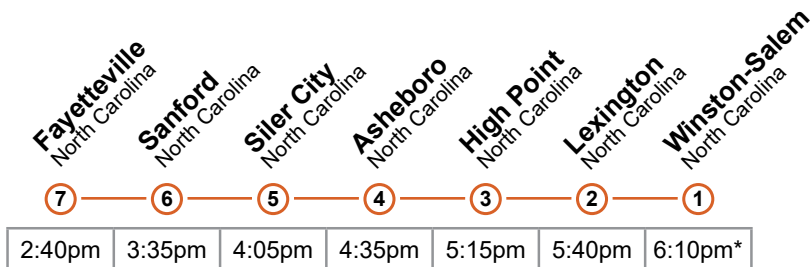 Fayetteville
North Carolina
Sanford
North Carolina
Siler City
North Carolina
Asheboro
North Carolina
High Point
North Carolina
Lexington
North Carolina
Winston-Salem
North Carolina
7 6 5 4 3 2 1
2:40pm 3:35pm 4:05pm 4:35pm 5:15pm 5:40pm 6:10pm*